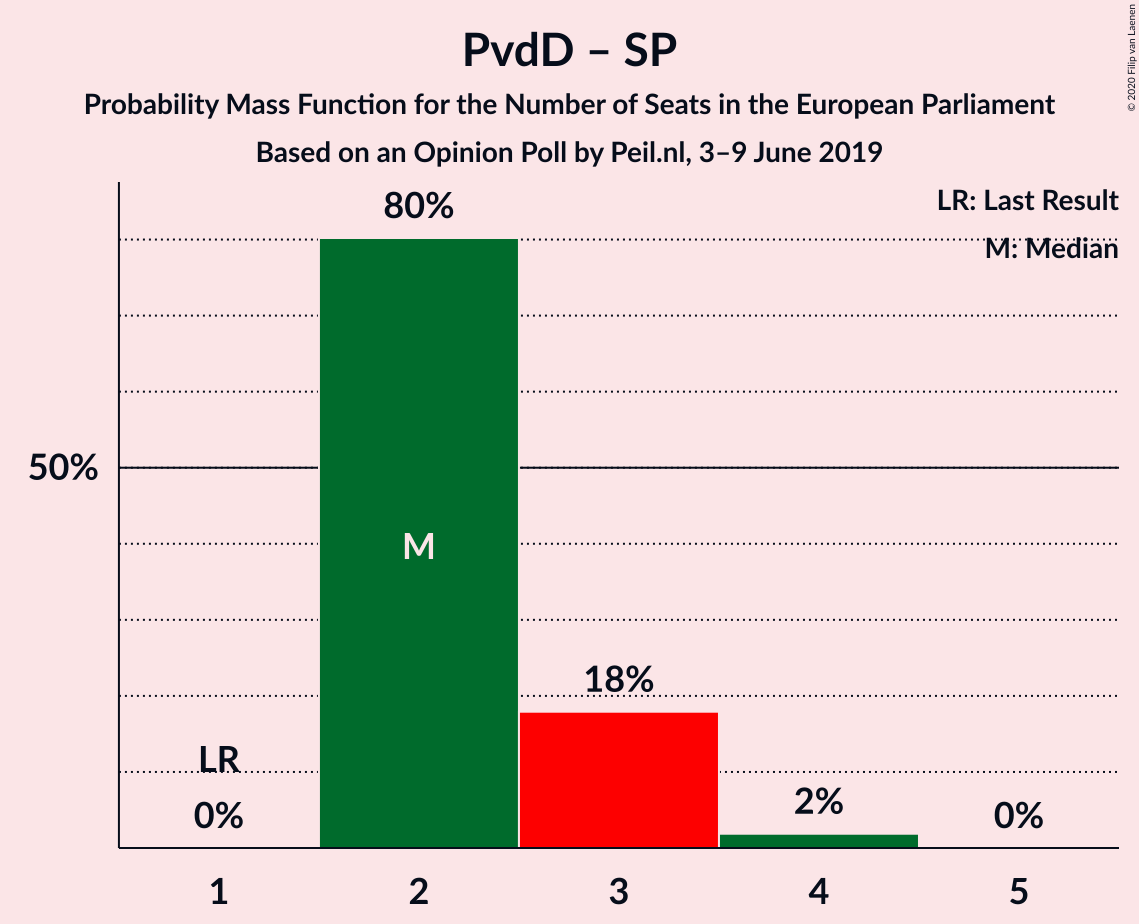 PvdD – SP
Probability Mass Function for the Number of Seats in the European Parliament
Based on an Opinion Poll by Peil.nl, 3–9 June 2019
© 2020 Filip van Laenen
LR: Last Result
M: Median
80%
50%
M
18%
LR
0%
2%
0%
1 2 3 4 5